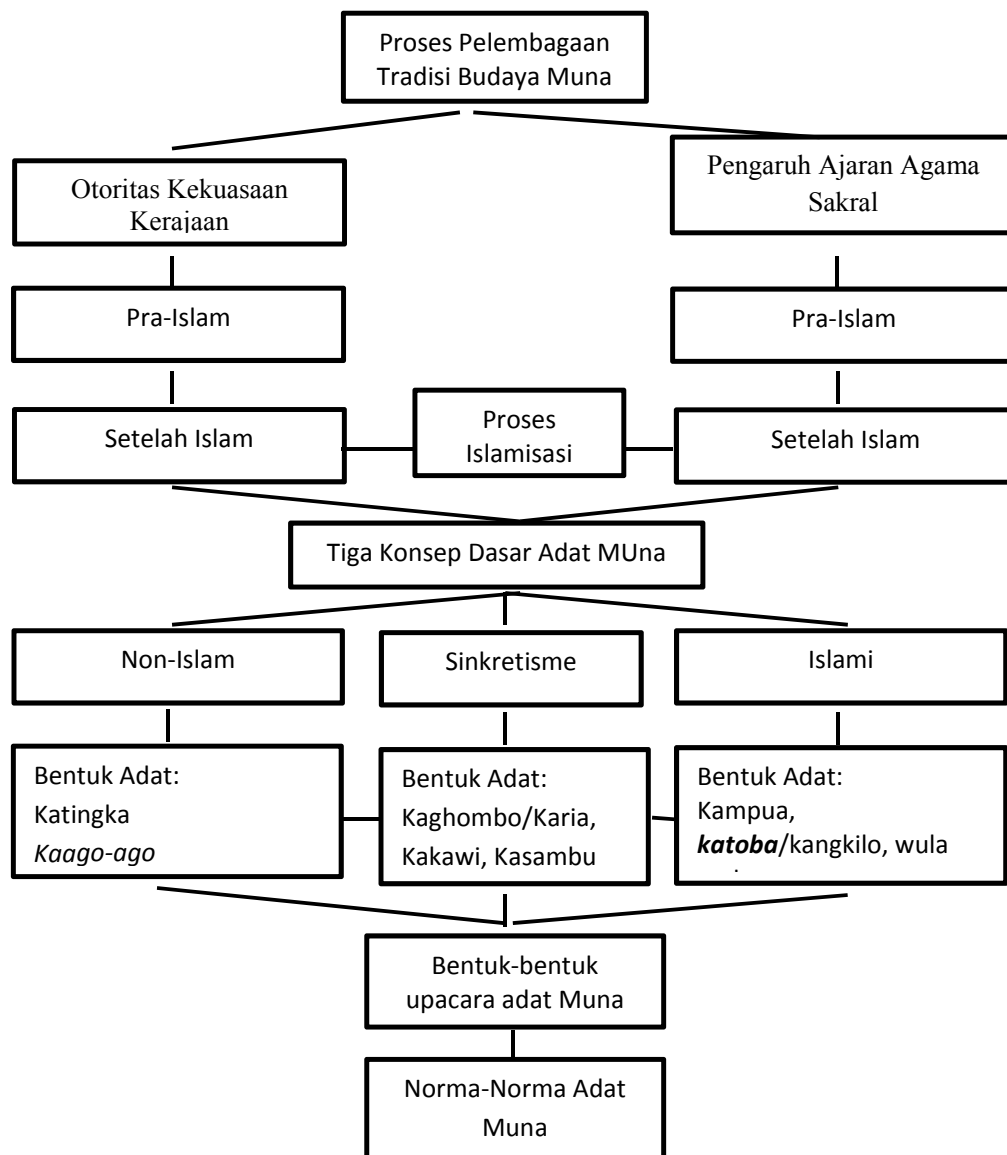 Proses Pelembagaan
Tradisi Budaya Muna
Otoritas Kekuasaan
Kerajaan
Pengaruh Ajaran Agama
Sakral
Pra-Islam
Pra-Islam
Setelah Islam
Proses
Islamisasi
Setelah Islam
Tiga Konsep Dasar Adat MUna
Non-Islam
Sinkretisme
Islami
Bentuk Adat:
Katingka
Kaago-ago
Bentuk Adat:
Kaghombo/Karia,
Kakawi, Kasambu
Bentuk Adat:
Kampua,
katoba/kangkilo, wula
Bentuk-bentuk
upacara adat Muna
Norma-Norma Adat
Muna